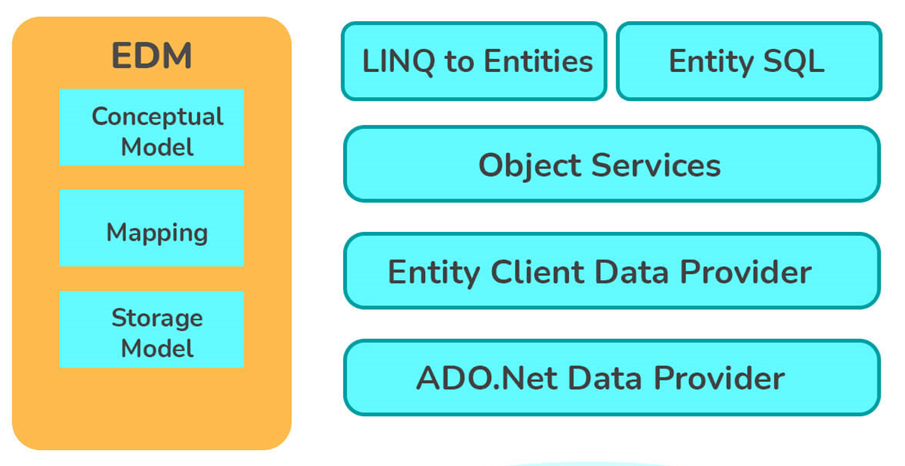 EDM
Conceptual
Model
Mapping
Storage
Model
LINQ to Entities
Entity SQL
Object Services
Entity Client Data Provider
ADO.Net Data Provider